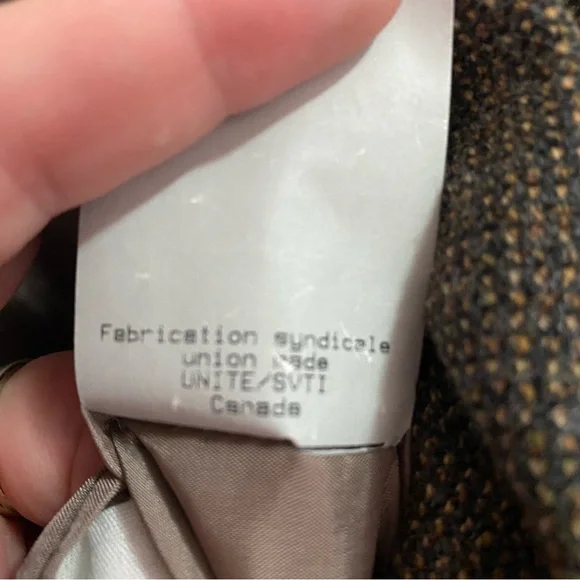 Fabrication syndicale
union made
UNITE/SVTI
Canada